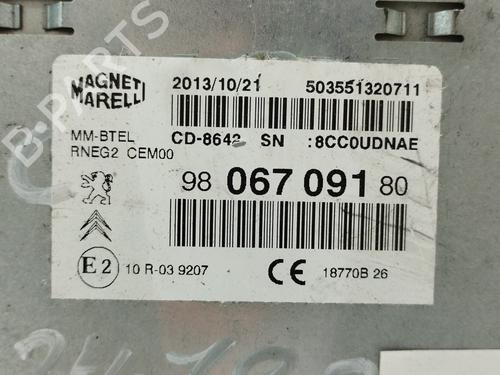 B-PARTS
MAGNETI
MARELLI
2013/10/21
503551320711
MM-BTEL
RNEG2 CEM00
CD-8642 SN :8CC0UDNAE
98 067 091 80
E2
10 R-03 9207
CE
18770B 26